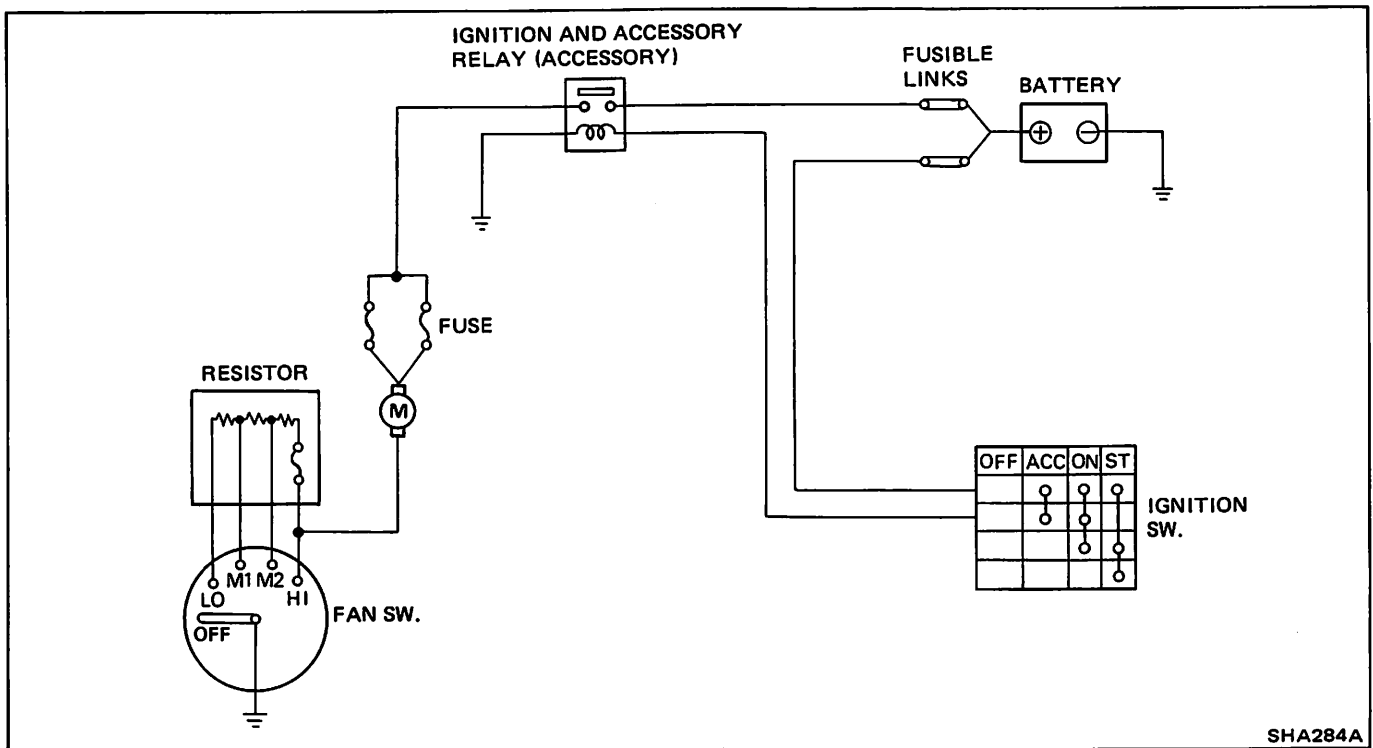 IGNITION AND ACCESSORY
RELAY (ACCESSORY)
FUSIBLE
LINKS
BATTERY
FUSE
RESISTOR
M
OFF ACC ON ST
IGNITION
SW.
M1 M2
LO HI
FAN SW.
OFF
SHA284A